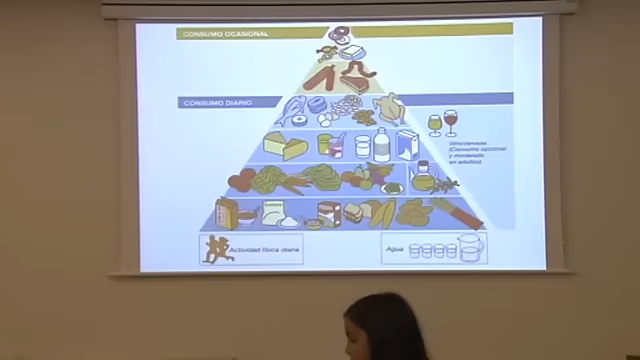 CONSUMO OCASIONAL
CONSUMO DIARIO
Vino/cerveza
(Consumo opcional
y moderado
en adultos)
Actividad física diaria
Agua